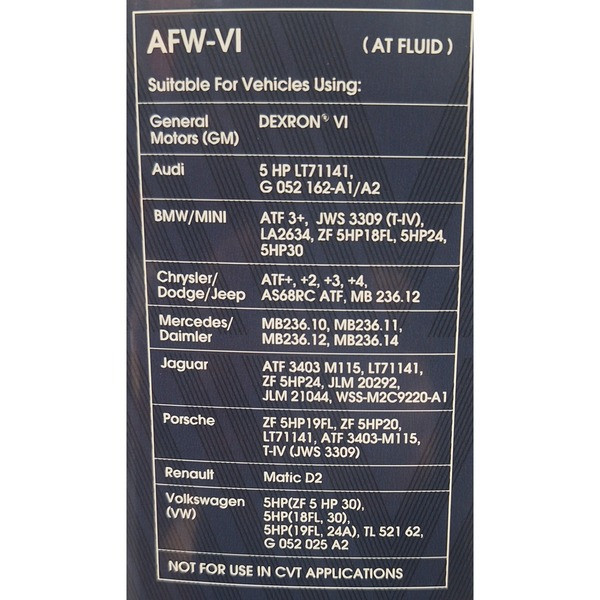 AFW-VI (AT FLUID)
Suitable For Vehicles Using:
General DEXRON® VI
Motors (GM)
Audi 5 HP LT71141,
G 052 162-A1/A2
BMW/MINI ATF 3+, JWS 3309 (T-IV),
LA2634, ZF 5HP18FL, 5HP24,
5HP30
Chrysler/ ATF+, +2, +3, +4,
Dodge/Jeep AS68RC ATF, MB 236.12
Mercedes/ MB236.10, MB236.11,
Daimler MB236.12, MB236.14
Jaguar ATF 3403 M115, LT71141,
ZF 5HP24, JLM 20292,
JLM 21044, WSS-M2C9220-A1
Porsche ZF 5HP19FL, ZF 5HP20,
LT71141, ATF 3403-M115,
T-IV (JWS 3309)
Renault Matic D2
Volkswagen 5HP(ZF 5 HP 30),
(VW) 5HP(18FL, 30),
5HP(19FL, 24A), TL 521 62,
G 052 025 A2
NOT FOR USE IN CVT APPLICATIONS